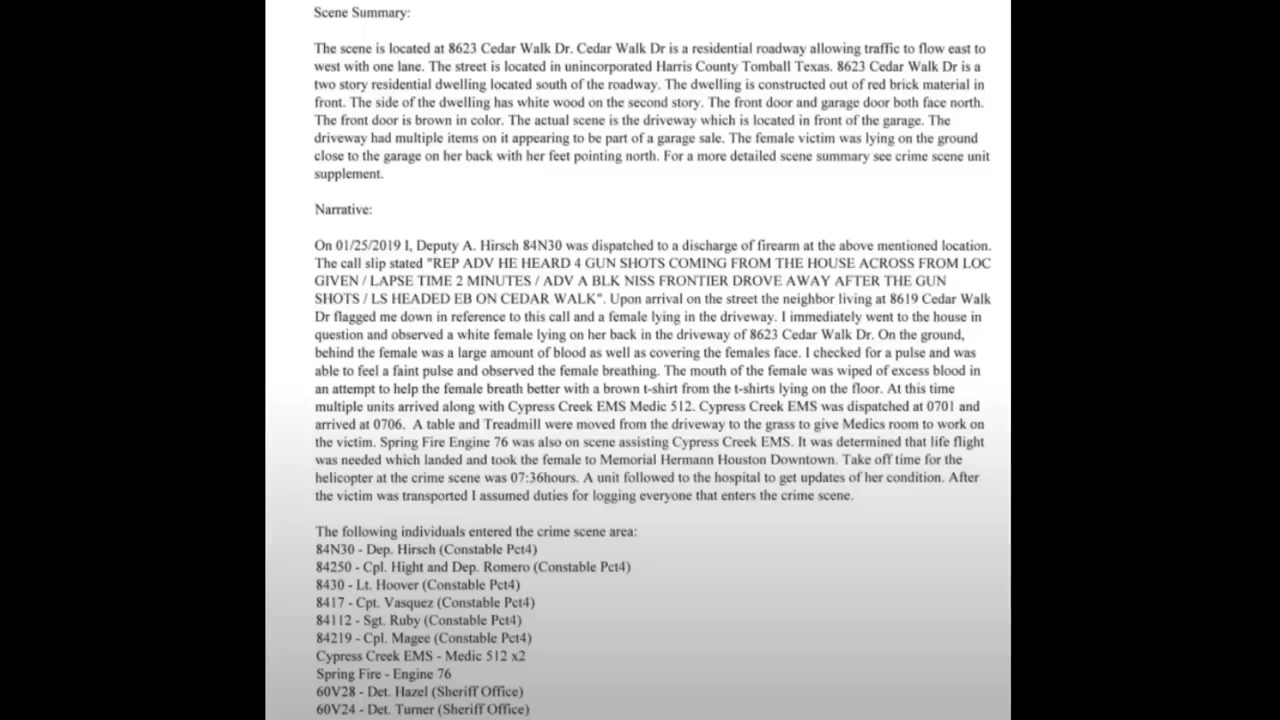 Scene Summary:
The scene is located at 8623 Cedar Walk Dr. Cedar Walk Dr is a residential roadway allowing traffic to flow east to
west with one lane. The street is located in unincorporated Harris County Tomball Texas. 8623 Cedar Walk Dr is a
two story residential dwelling located south of the roadway. The dwelling is constructed out of red brick material in
front. The side of the dwelling has white wood on the second story. The front door and garage door both face north.
The front door is brown in color. The actual scene is the driveway which is located in front of the garage. The
driveway had multiple items on it appearing to be part of a garage sale. The female victim was lying on the ground
close to the garage on her back with her feet pointing north. For a more detailed scene summary see crime scene unit
supplement.
Narrative:
On 01/25/2019 I, Deputy A. Hirsch 84N30 was dispatched to a discharge of firearm at the above mentioned location.
The call slip stated "REP ADV HE HEARD 4 GUN SHOTS COMING FROM THE HOUSE ACROSS FROM LOC
GIVEN / LAPSE TIME 2 MINUTES / ADV A BLK NISS FRONTIER DROVE AWAY AFTER THE GUN
SHOTS / LS HEADED EB ON CEDAR WALK". Upon arrival on the street the neighbor living at 8619 Cedar Walk
Dr flagged me down in reference to this call and a female lying in the driveway. I immediately went to the house in
question and observed a white female lying on her back in the driveway of 8623 Cedar Walk Dr. On the ground,
behind the female was a large amount of blood as well as covering the females face. I checked for a pulse and was
able to feel a faint pulse and observed the female breathing. The mouth of the female was wiped of excess blood in
an attempt to help the female breath better with a brown t-shirt from the t-shirts lying on the floor. At this time
multiple units arrived along with Cypress Creek EMS Medic 512. Cypress Creek EMS was dispatched at 0701 and
arrived at 0706. A table and Treadmill were moved from the driveway to the grass to give Medics room to work on
the victim. Spring Fire Engine 76 was also on scene assisting Cypress Creek EMS. It was determined that life flight
was needed which landed and took the female to Memorial Hermann Houston Downtown. Take off time for the
helicopter at the crime scene was 07:36hours. A unit followed to the hospital to get updates of her condition. After
the victim was transported I assumed duties for logging everyone that enters the crime scene.
The following individuals entered the crime scene area:
84N30 - Dep. Hirsch (Constable Pct4)
84250 - Cpl. Hight and Dep. Romero (Constable Pct4)
8430 - Lt. Hoover (Constable Pct4)
8417 - Cpt. Vasquez (Constable Pct4)
84112 - Sgt. Ruby (Constable Pct4)
84219 - Cpl. Magee (Constable Pct4)
Cypress Creek EMS - Medic 512 x2
Spring Fire - Engine 76
60V28 - Det. Hazel (Sheriff Office)
60V24 - Det. Turner (Sheriff Office)